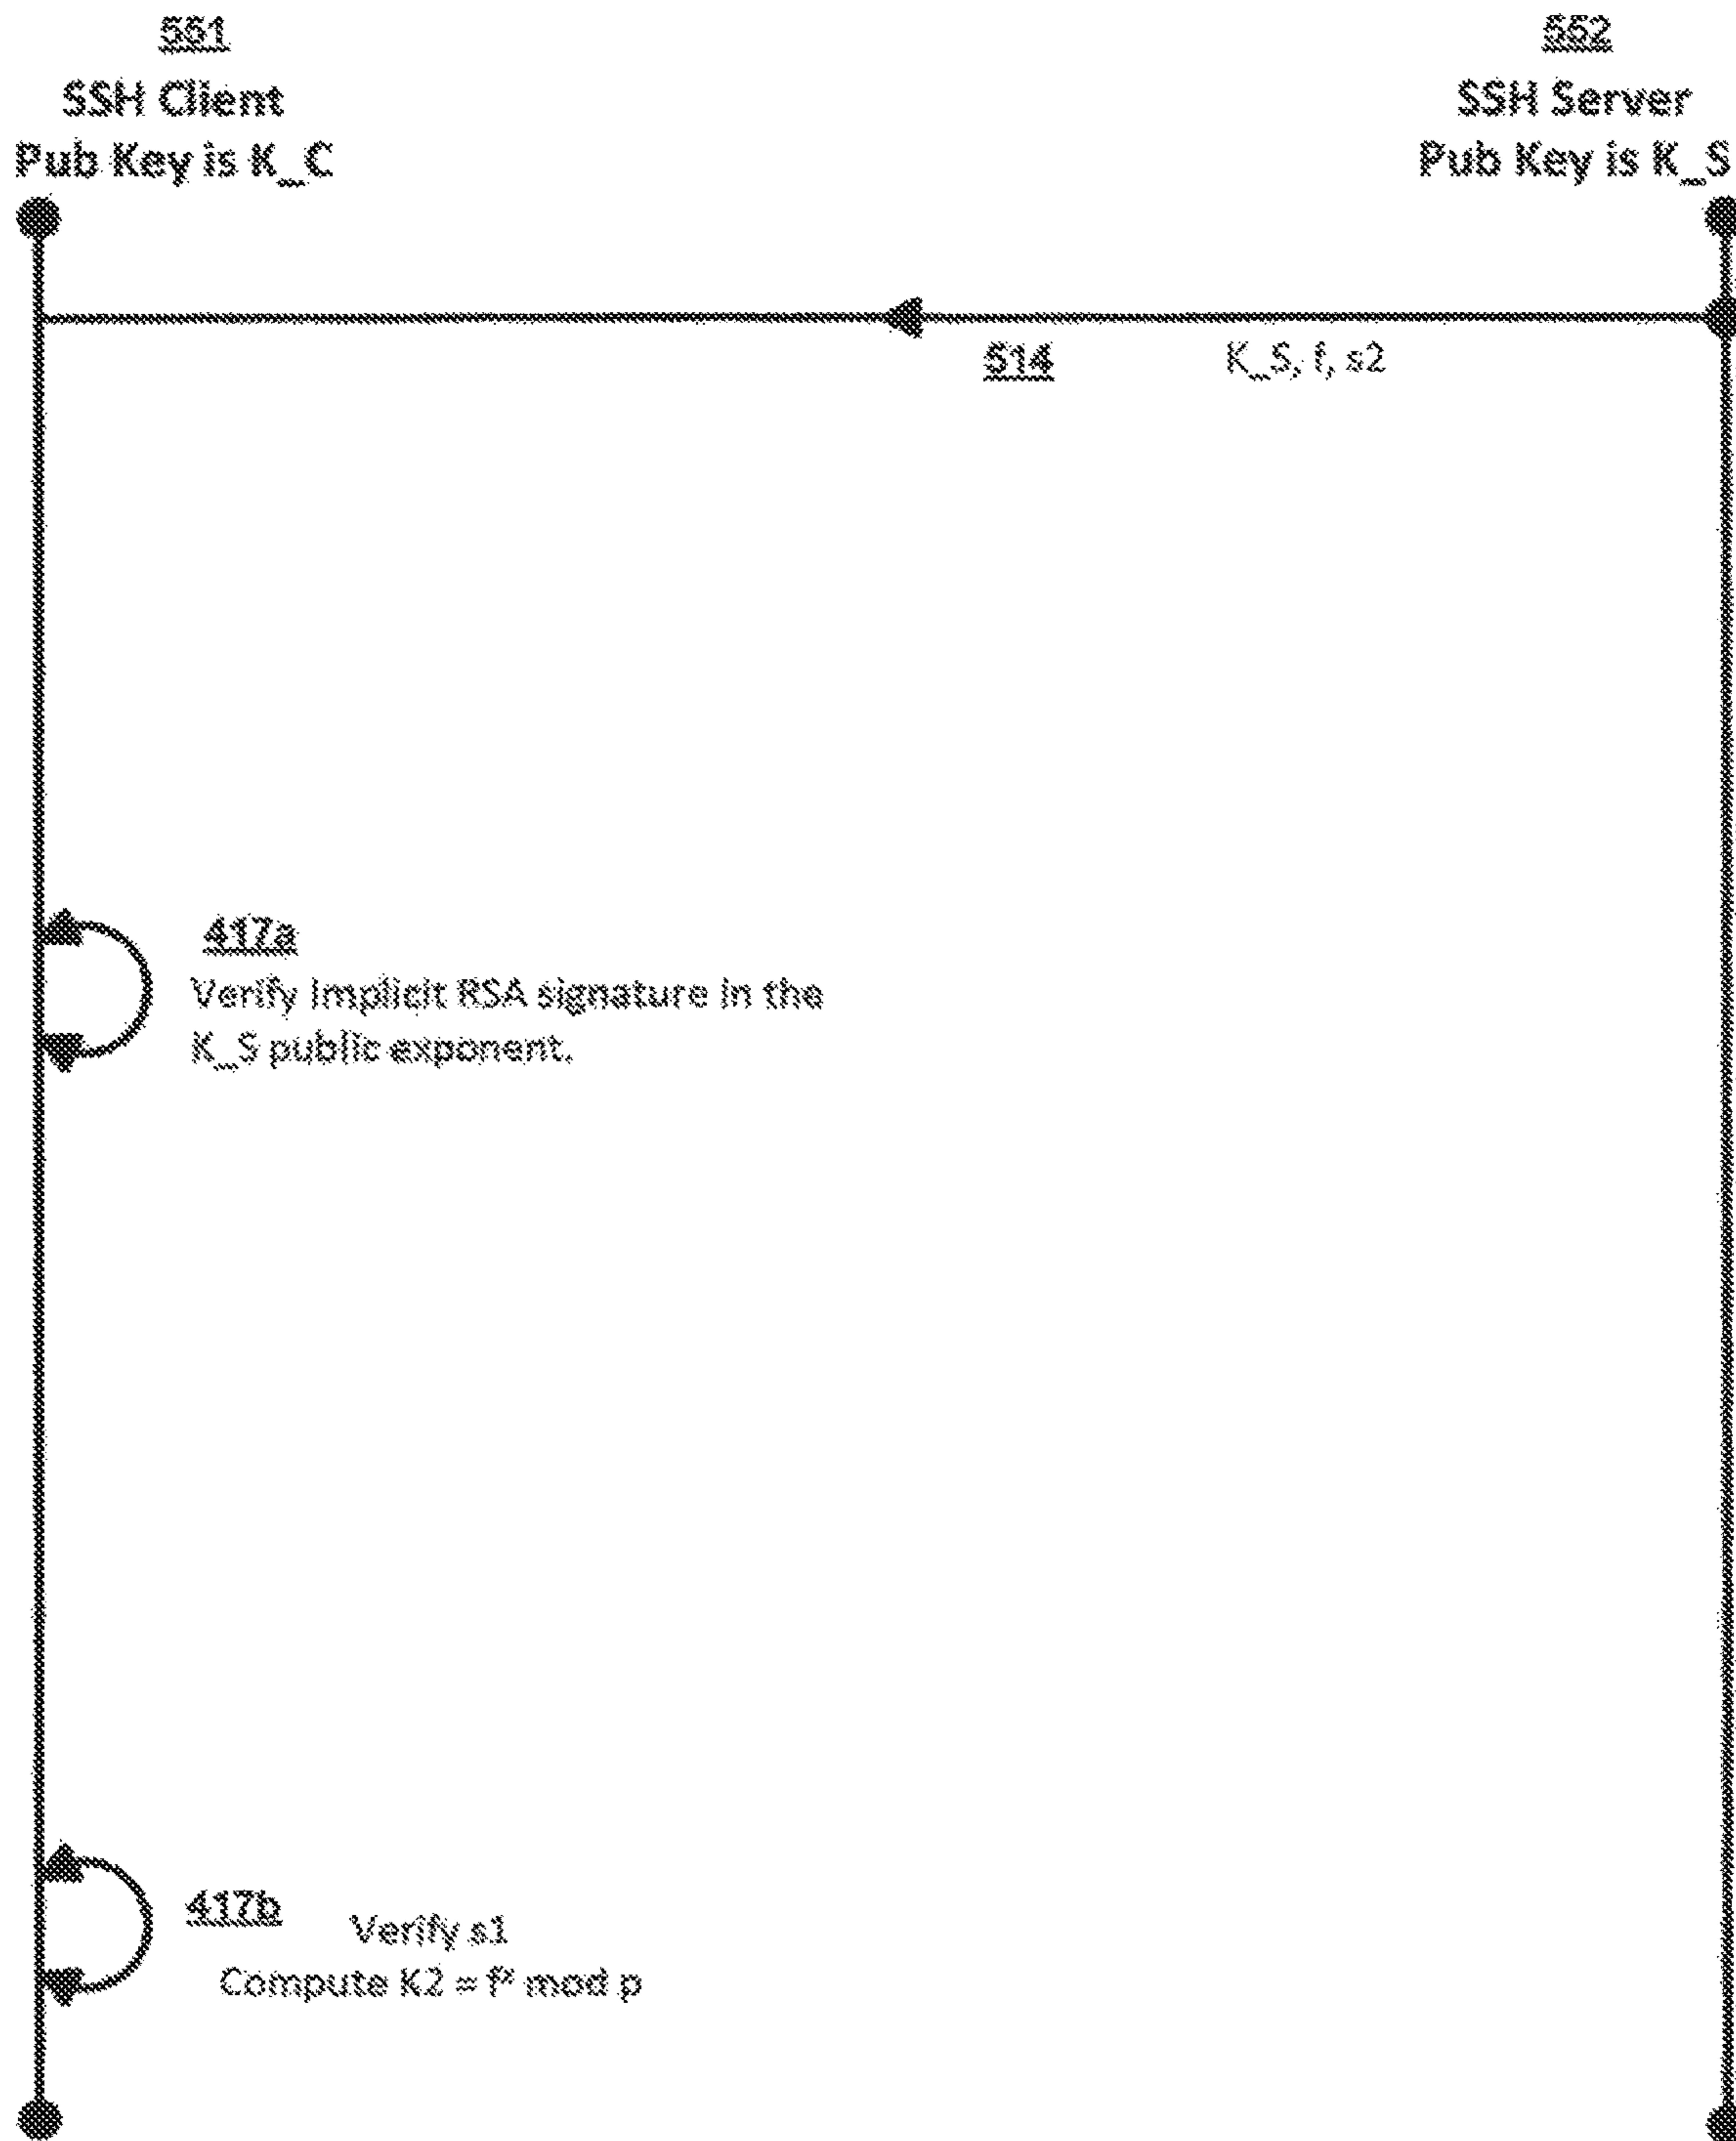 551
SSH Client
Pub Key is K_C
552
SSH Server
Pub Key is K_S
514 K_S, f, s2
417a
Verify implicit RSA signature in the
K_S public exponent.
417b Verify s1
Compute K2 = fˣ mod p